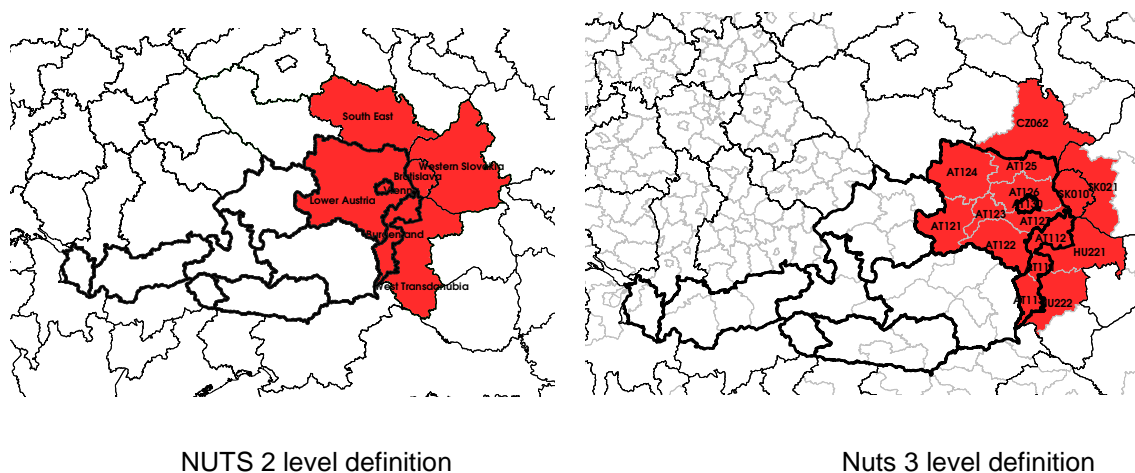 South East
Western Slovakia
Bratislava
Vienna
Lower Austria
Burgenland
West Transdanubia
CZ062
AT125
AT124
AT126
SK021
SK010
AT130
AT123
AT127
AT121
AT112
AT122
HU221
AT111
AT113
HU222
NUTS 2 level definition
Nuts 3 level definition